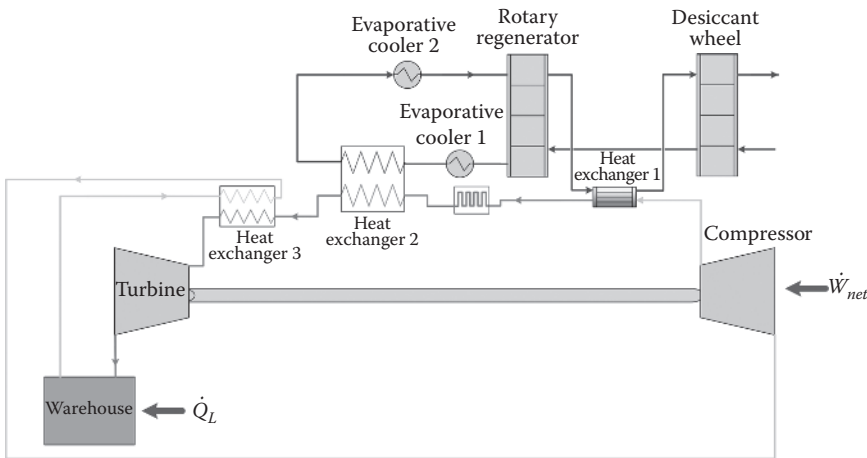 Evaporative
cooler 2
Rotary
regenerator
Desiccant
wheel
Evaporative
cooler 1
Heat
exchanger 1
Heat
exchanger 3
Heat
exchanger 2
Compressor
Turbine
Ẇnet
Warehouse
Q̇L